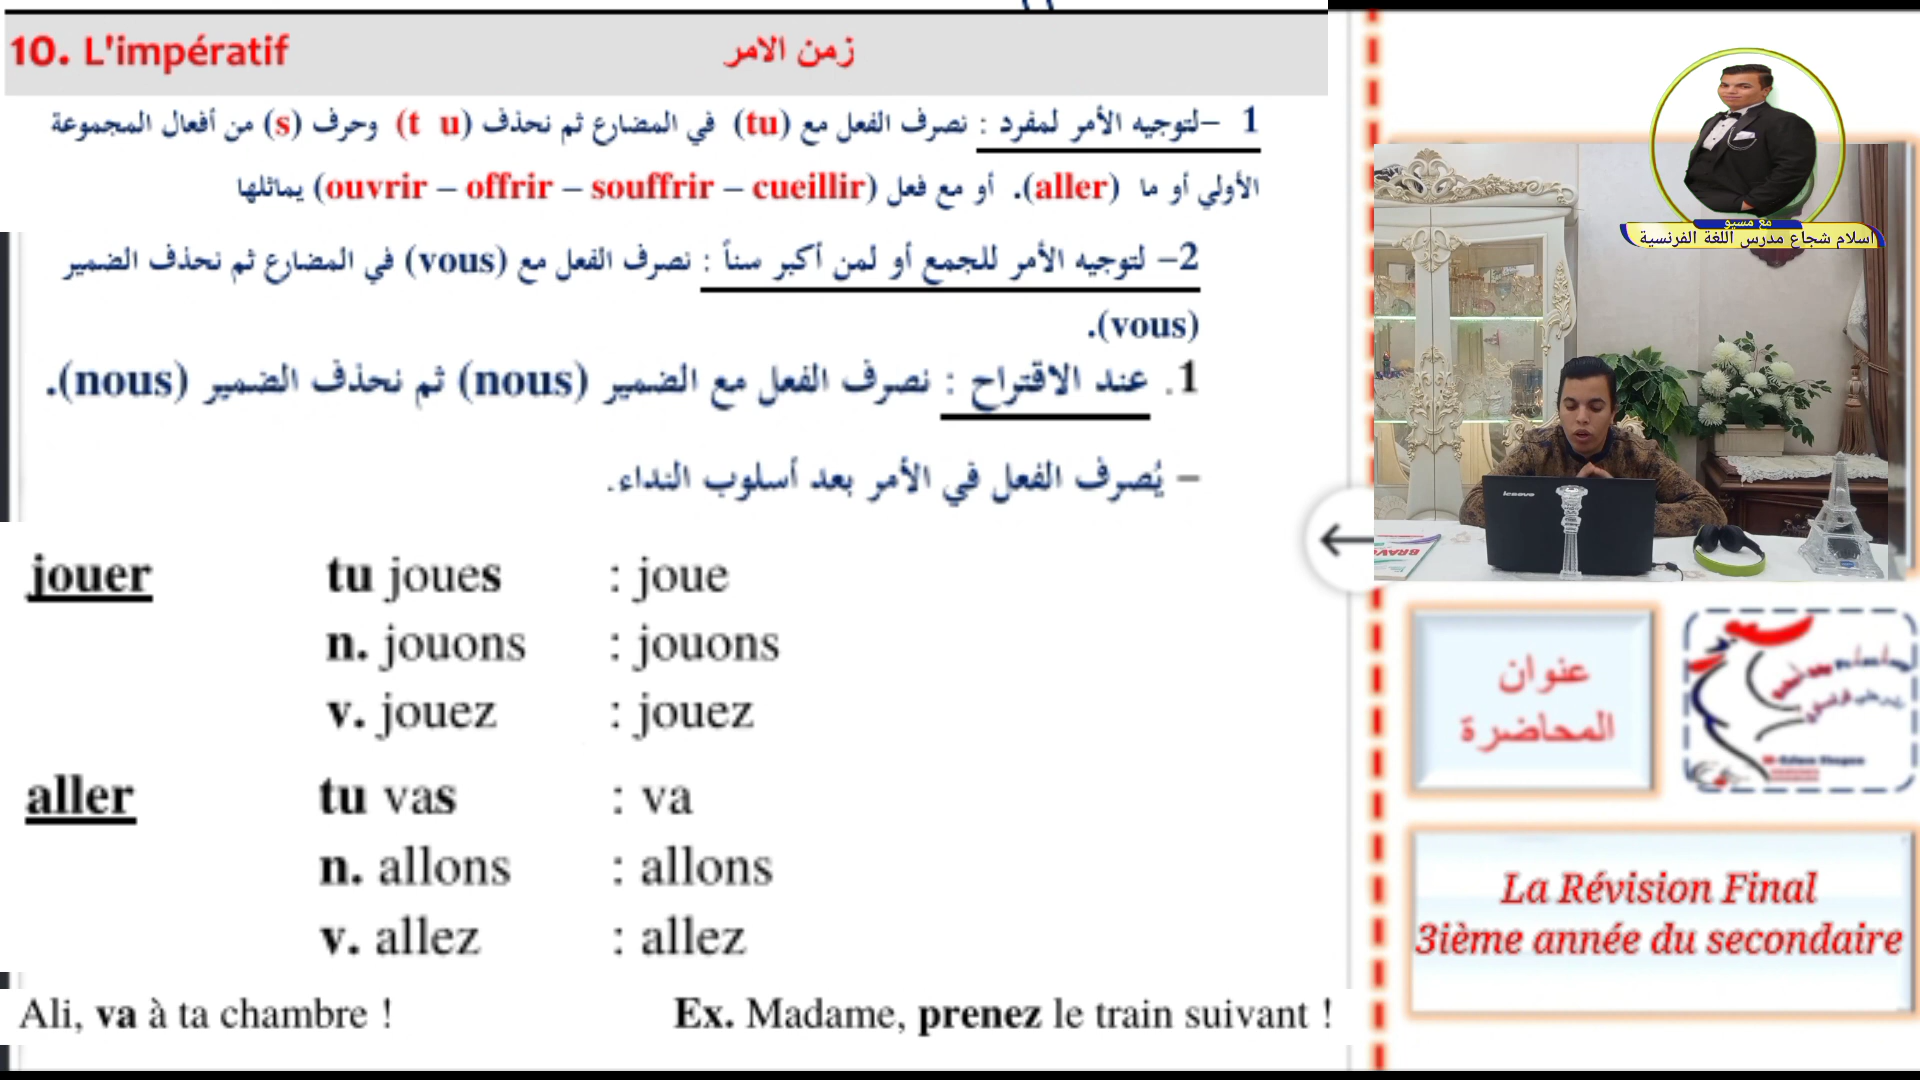 10. L'impératif زمن الامر
1 –لتوجيه الأمر لمفرد : نصرف الفعل مع (tu) في المضارع ثم نحذف (t u) وحرف (s) من أفعال المجموعة
الأولي أو ما (aller). أو مع فعل (ouvrir – offrir – souffrir – cueillir) يماثلها
2– لتوجيه الأمر للجمع أو لمن أكبر سناً : نصرف الفعل مع (vous) في المضارع ثم نحذف الضمير
(vous).
1. عند الاقتراح : نصرف الفعل مع الضمير (nous) ثم نحذف الضمير (nous).
– يُصرف الفعل في الأمر بعد أسلوب النداء.
jouer tu joues : joue
n. jouons : jouons
v. jouez : jouez
aller tu vas : va
n. allons : allons
v. allez : allez
Ali, va à ta chambre ! Ex. Madame, prenez le train suivant !
مع مسيو
اسلام شجاع مدرس اللغة الفرنسية
lenovo
عنوان
المحاضرة
La Révision Final
3ième année du secondaire